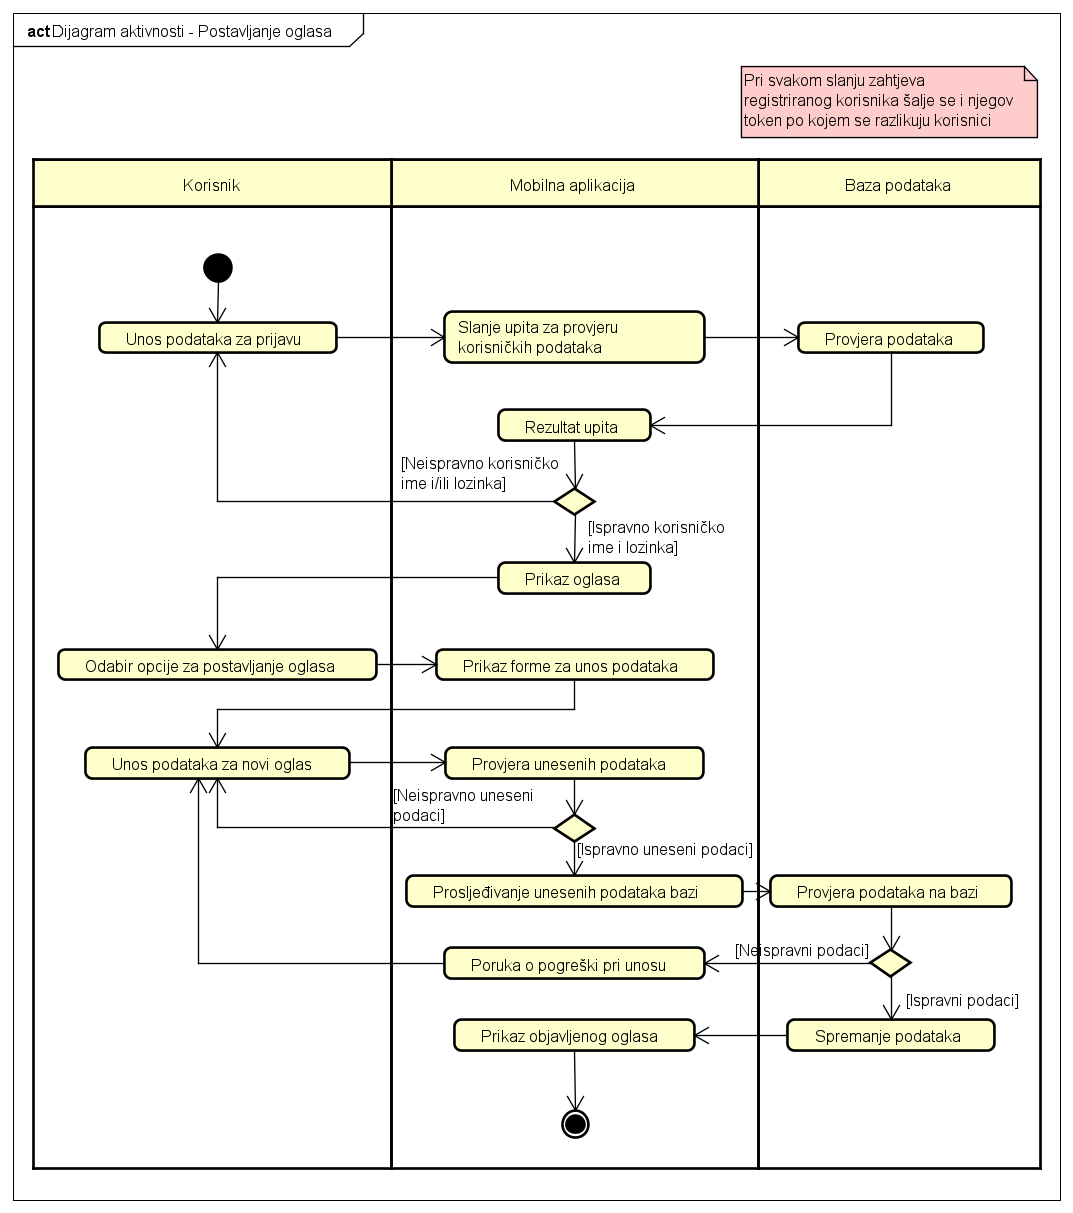 act Dijagram aktivnosti - Postavljanje oglasa
Pri svakom slanju zahtjeva
registriranog korisnika šalje se i njegov
token po kojem se razlikuju korisnici
Korisnik
Mobilna aplikacija
Baza podataka
Unos podataka za prijavu
Slanje upita za provjeru
korisničkih podataka
Provjera podataka
Rezultat upita
[Neispravno korisničko
ime i/ili lozinka]
[Ispravno korisničko
ime i lozinka]
Prikaz oglasa
Odabir opcije za postavljanje oglasa
Prikaz forme za unos podataka
Unos podataka za novi oglas
Provjera unesenih podataka
[Neispravno uneseni
podaci]
[Ispravno uneseni podaci]
Prosljeđivanje unesenih podataka bazi
Provjera podataka na bazi
[Neispravni podaci]
Poruka o pogreški pri unosu
[Ispravni podaci]
Prikaz objavljenog oglasa
Spremanje podataka